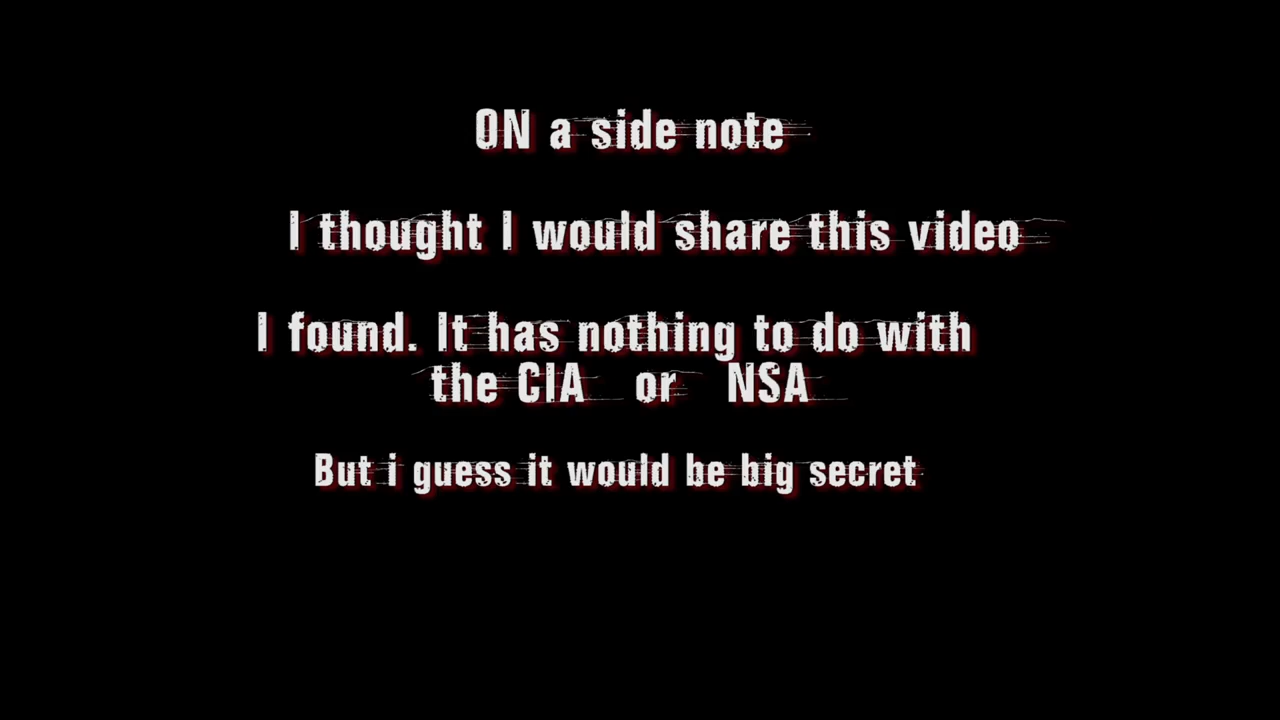 ON a side note
I thought I would share this video
I found. It has nothing to do with
the CIA or NSA
But i guess it would be big secret